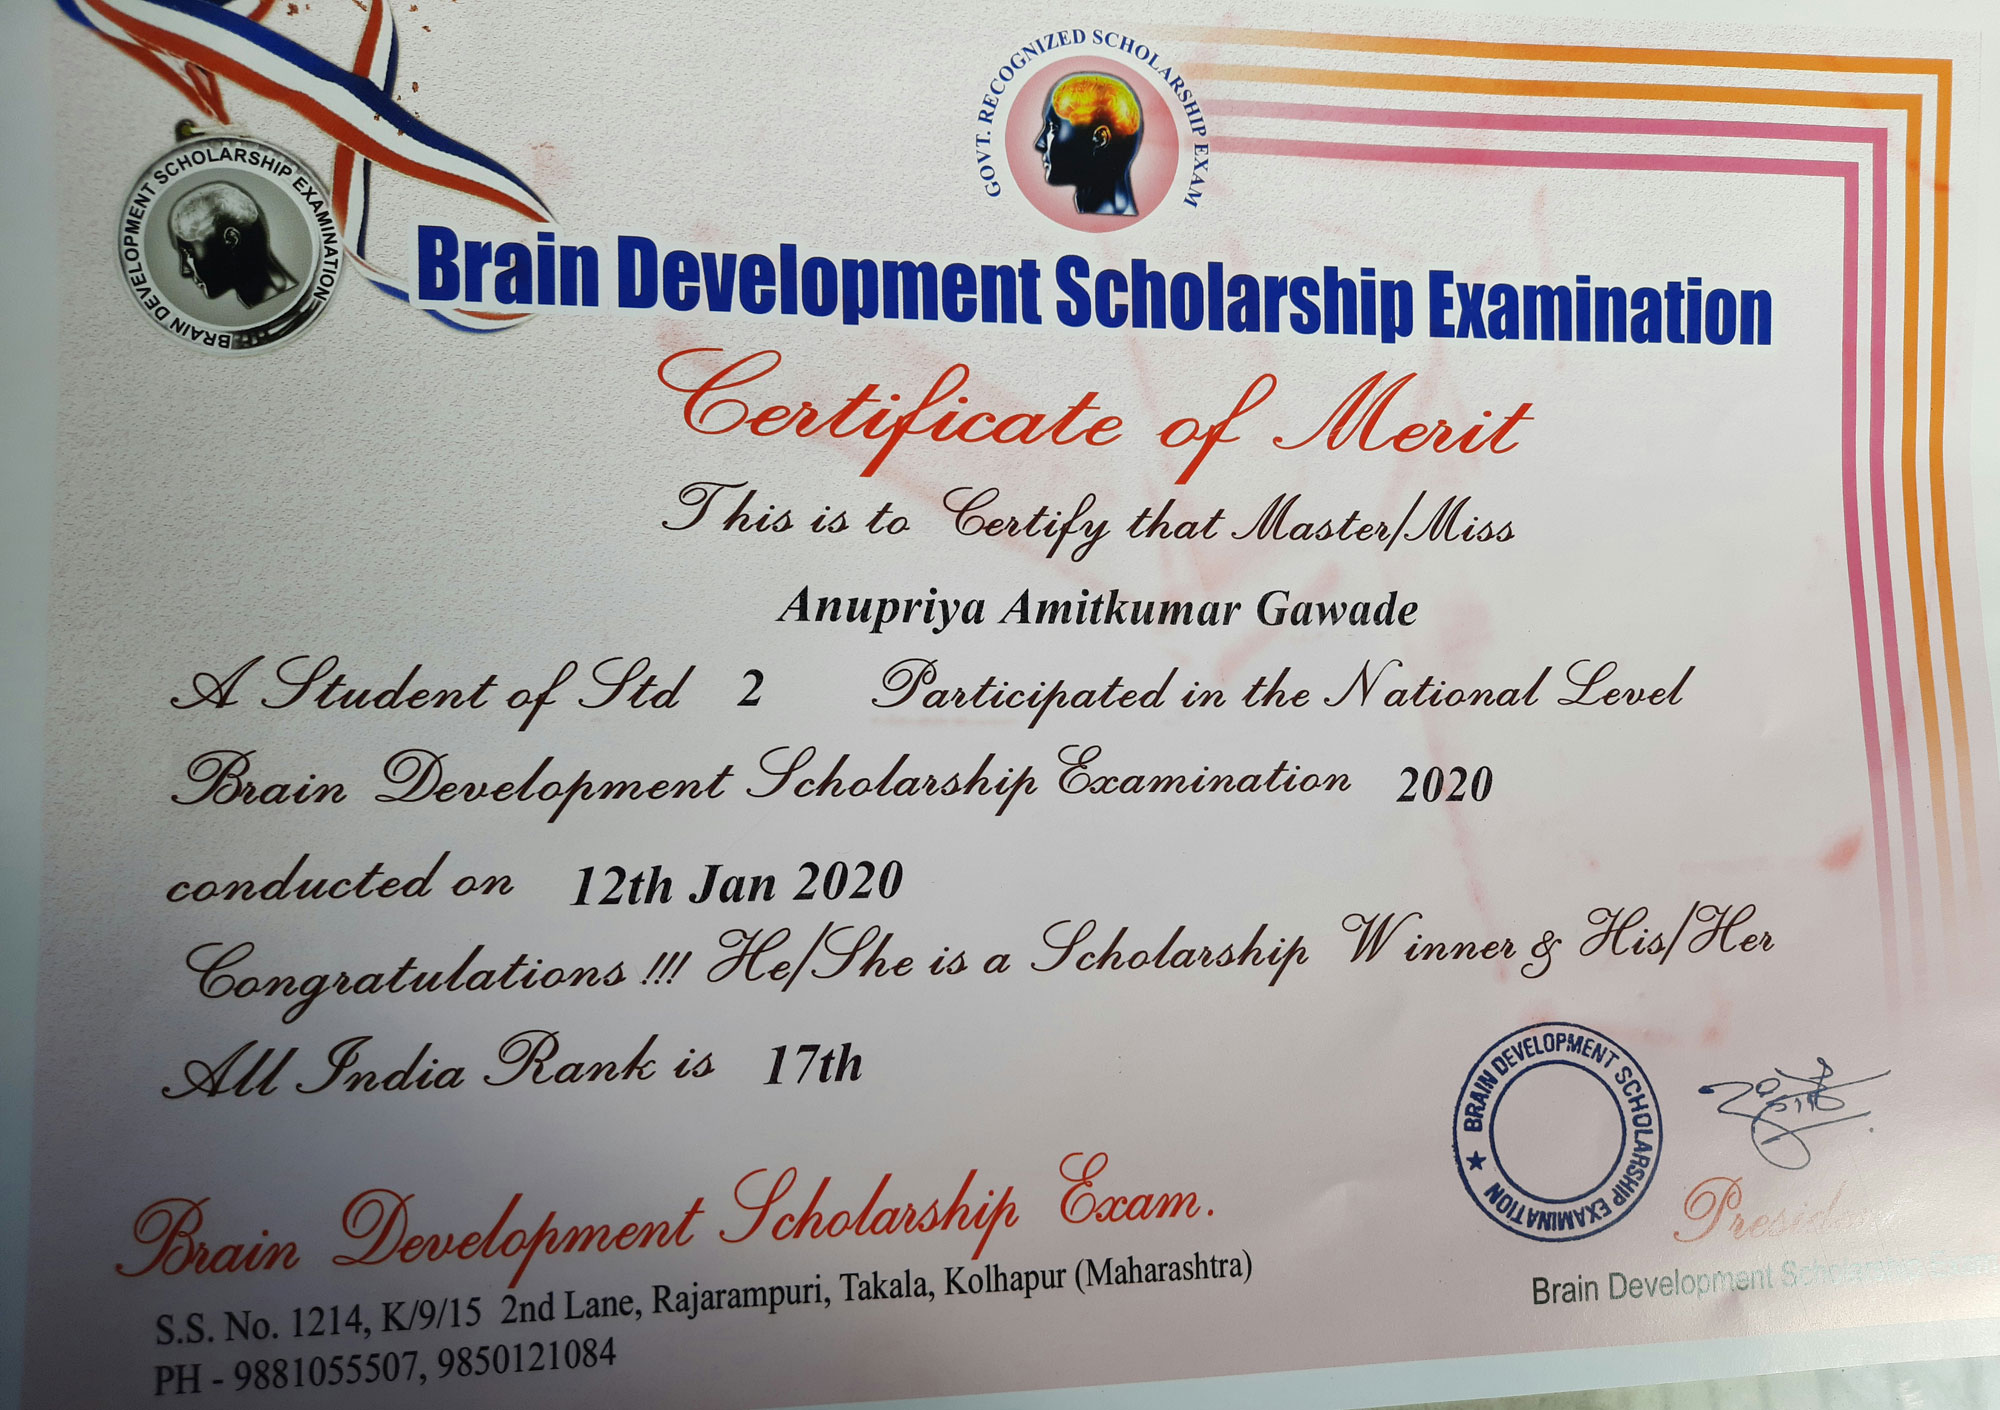 GOVT. RECOGNIZED SCHOLARSHIP EXAM
BRAIN DEVELOPMENT SCHOLARSHIP EXAMINATION
Brain Development Scholarship Examination
Certificate of Merit
This is to Certify that Master/Miss
Anupriya Amitkumar Gawade
A Student of Std 2 Participated in the National Level
Brain Development Scholarship Examination 2020
conducted on 12th Jan 2020
Congratulations !!! He/She is a Scholarship Winner & His/Her
All India Rank is 17th
BRAIN DEVELOPMENT SCHOLARSHIP EXAMINATION
President
Brain Development Scholarship
Brain Development Scholarship Exam.
S.S. No. 1214, K/9/15 2nd Lane, Rajarampuri, Takala, Kolhapur (Maharashtra)
PH - 9881055507, 9850121084